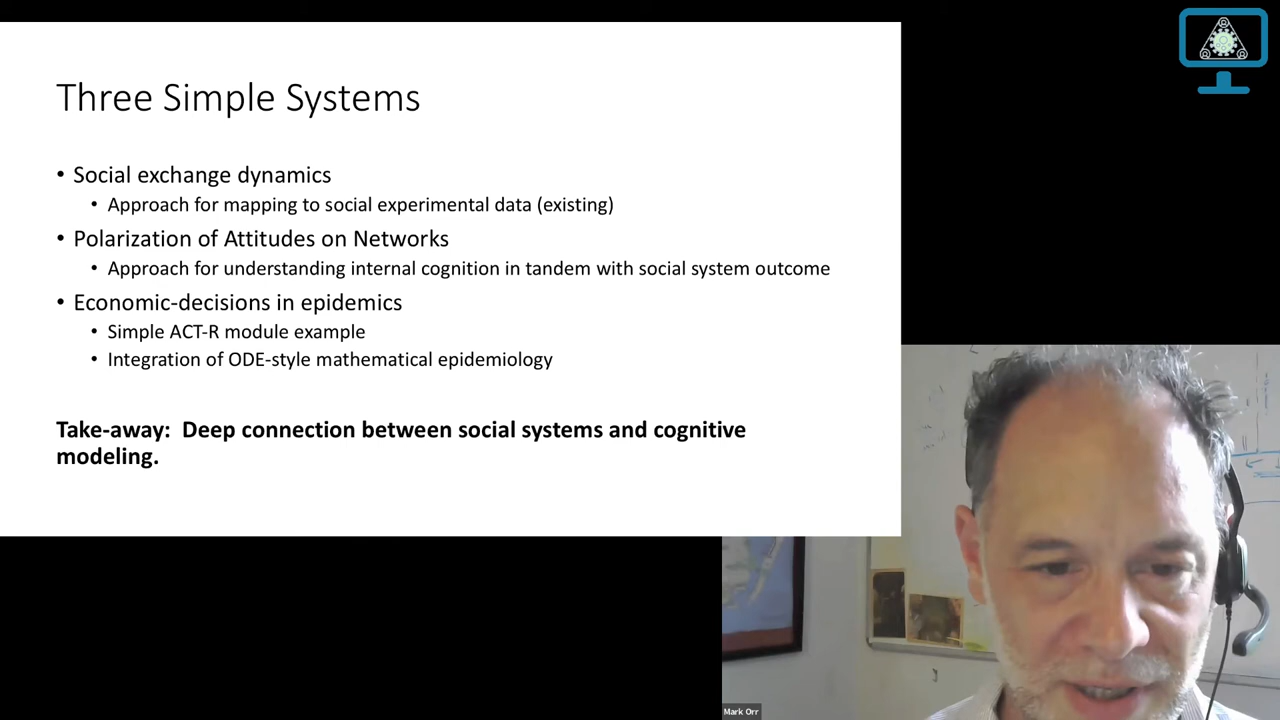 Three Simple Systems
• Social exchange dynamics
• Approach for mapping to social experimental data (existing)
• Polarization of Attitudes on Networks
• Approach for understanding internal cognition in tandem with social system outcome
• Economic-decisions in epidemics
• Simple ACT-R module example
• Integration of ODE-style mathematical epidemiology
Take-away:  Deep connection between social systems and cognitive
modeling.
Mark Orr